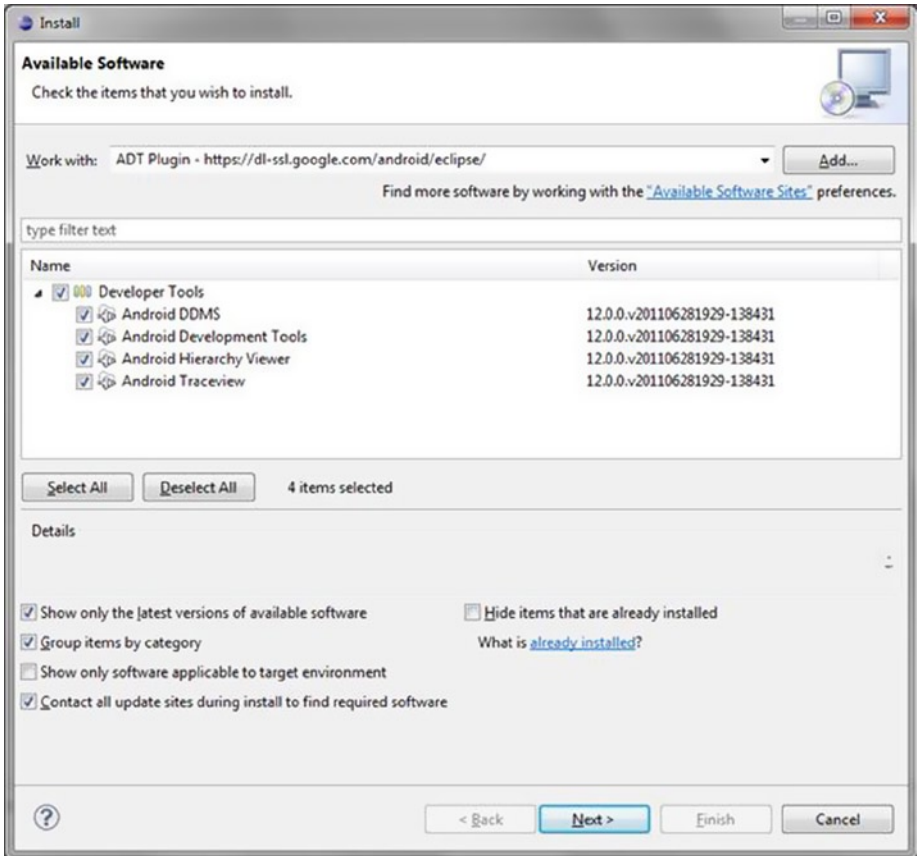 Install
Available Software
Check the items that you wish to install.
Work with: ADT Plugin - https://dl-ssl.google.com/android/eclipse/ Add...
Find more software by working with the "Available Software Sites" preferences.
type filter text
Name Version
Developer Tools
Android DDMS 12.0.0.v201106281929-138431
Android Development Tools 12.0.0.v201106281929-138431
Android Hierarchy Viewer 12.0.0.v201106281929-138431
Android Traceview 12.0.0.v201106281929-138431
Select All Deselect All 4 items selected
Details
Show only the latest versions of available software Hide items that are already installed
Group items by category What is already installed?
Show only software applicable to target environment
Contact all update sites during install to find required software
? < Back Next > Finish Cancel